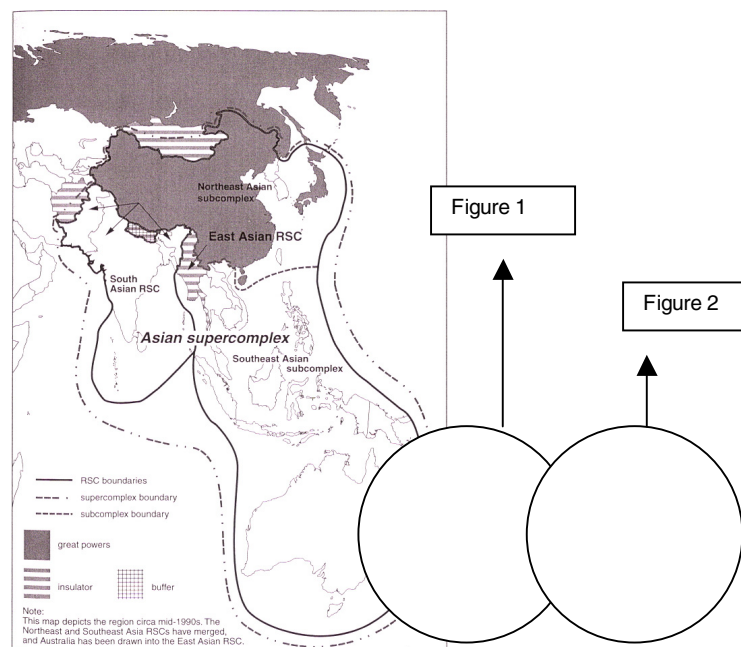 Northeast Asian
subcomplex
East Asian RSC
South
Asian RSC
Asian supercomplex
Southeast Asian
subcomplex
Figure 1
Figure 2
RSC boundaries
supercomplex boundary
subcomplex boundary
great powers
insulator
buffer
Note:
This map depicts the region circa mid-1990s. The
Northeast and Southeast Asia RSCs have merged,
and Australia has been drawn into the East Asian RSC.